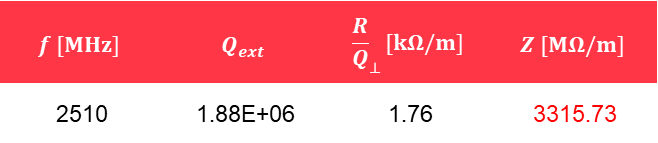 f [MHz] Q_ext R/Q_⊥ [kΩ/m] Z [MΩ/m]
2510 1.88E+06 1.76 3315.73